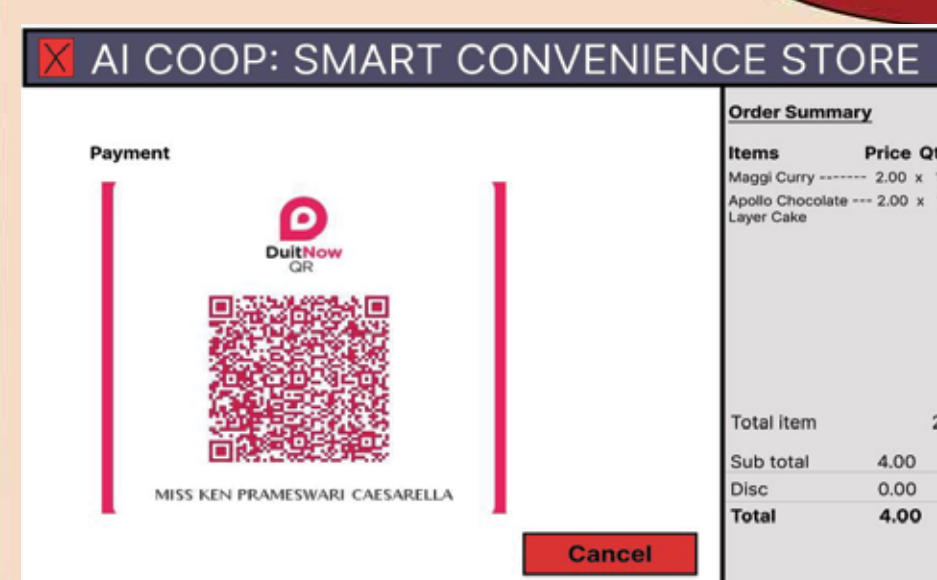 X AI COOP: SMART CONVENIENCE STORE
Payment
DuitNow
QR
MISS KEN PRAMESWARI CAESARELLA
Cancel
Order Summary
Items Price
Maggi Curry ------- 2.00 x
Apollo Chocolate --- 2.00 x
Layer Cake
Total item
Sub total 4.00
Disc 0.00
Total 4.00